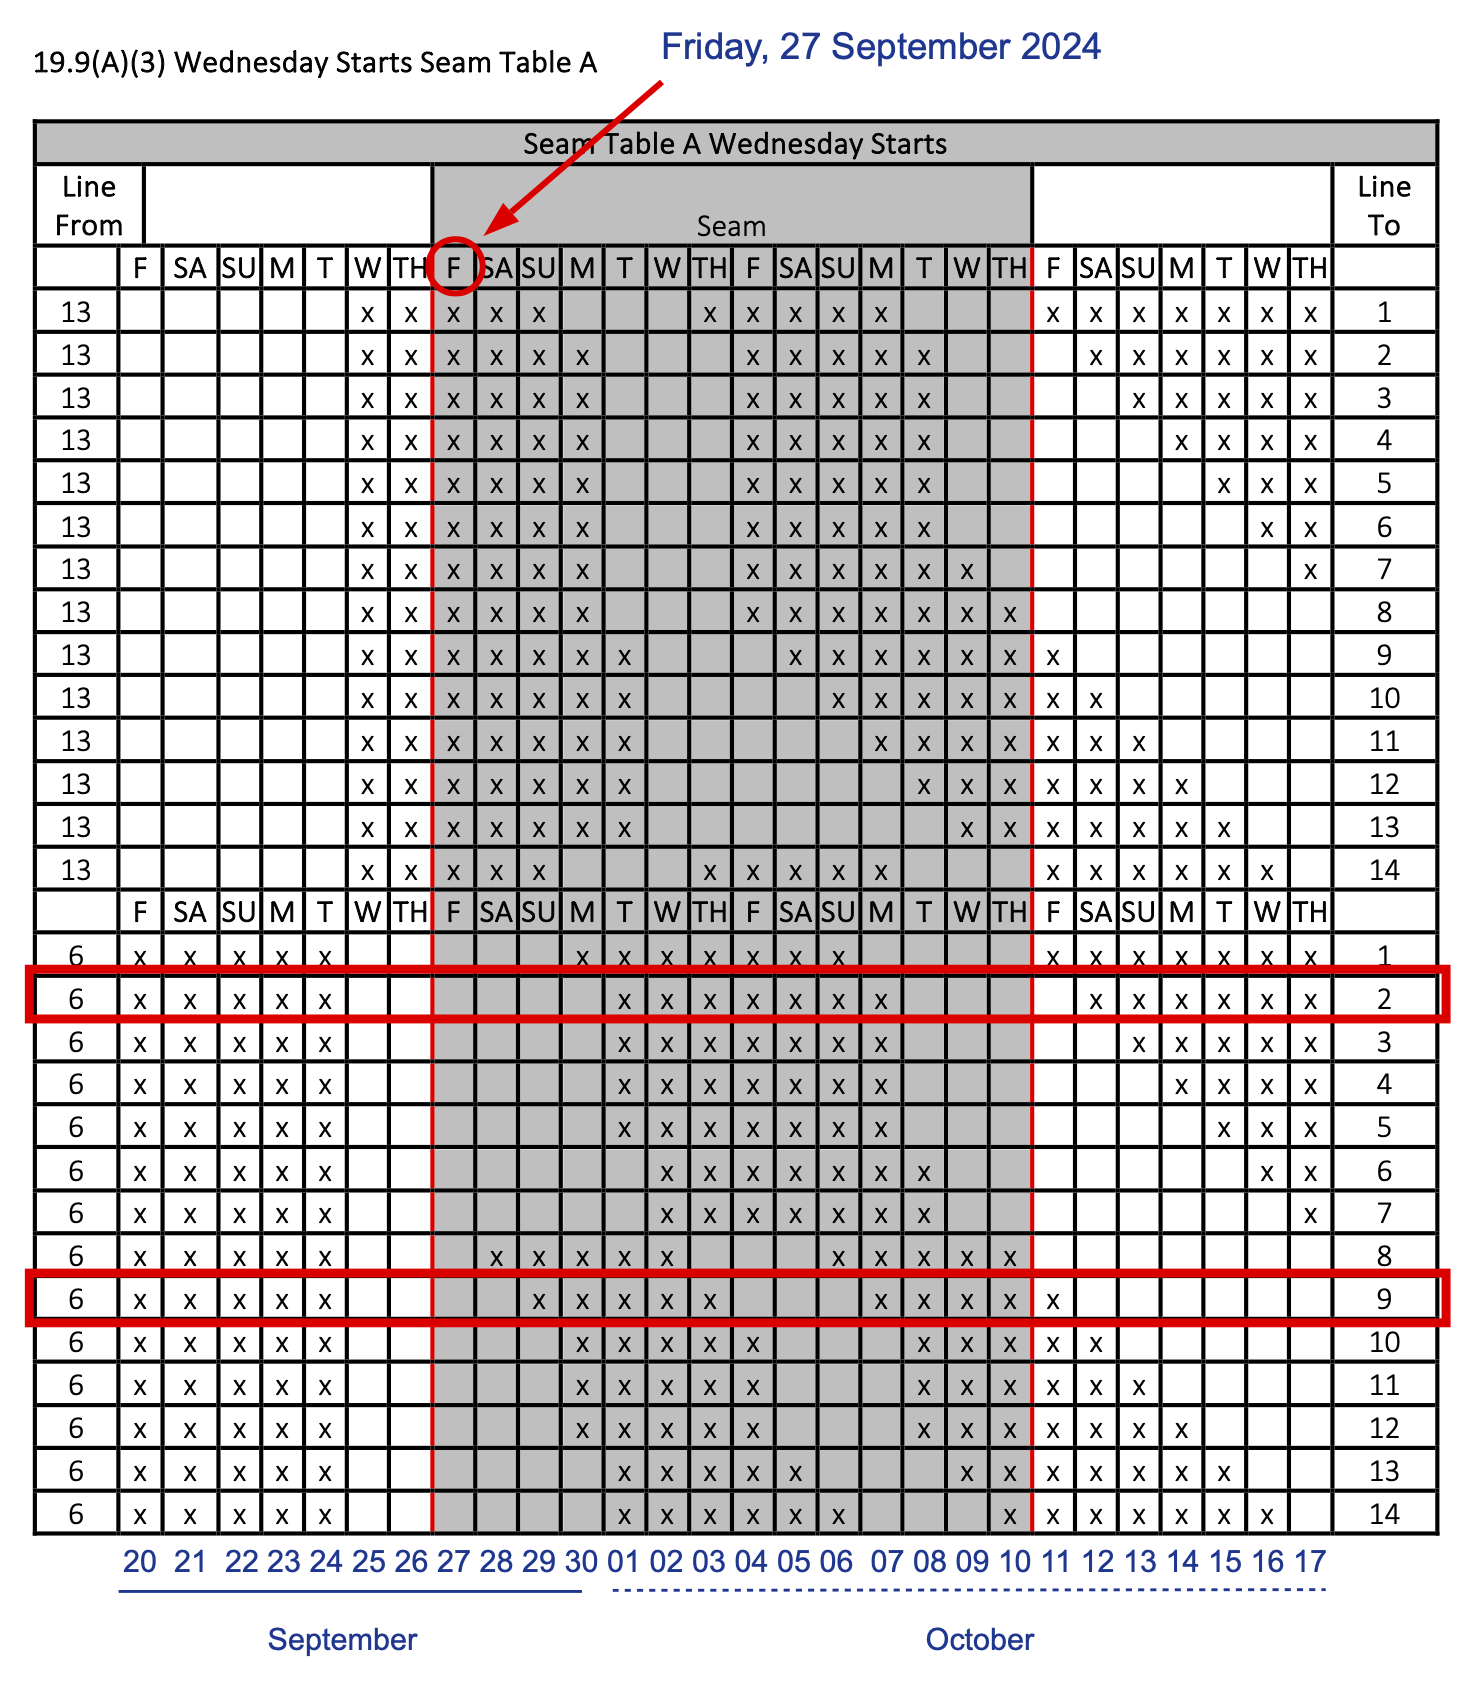 Friday, 27 September 2024
19.9(A)(3) Wednesday Starts Seam Table A
Seam Table A Wednesday Starts
Line From Seam Line To
F SA SU M T W TH F SA SU M T W TH F SA SU M T W TH F SA SU M T W TH
13 x x x x x x x x x x x x x x x x x 1
13 x x x x x x x x x x x x x x x x 2
13 x x x x x x x x x x x x x x x 3
13 x x x x x x x x x x x x x x 4
13 x x x x x x x x x x x x x 5
13 x x x x x x x x x x x x 6
13 x x x x x x x x x x x x x 7
13 x x x x x x x x x x x x x 8
13 x x x x x x x x x x x x x x 9
13 x x x x x x x x x x x x x x 10
13 x x x x x x x x x x x x x x 11
13 x x x x x x x x x x x x x x 12
13 x x x x x x x x x x x x x x 13
13 x x x x x x x x x x x x x x x x 14
F SA SU M T W TH F SA SU M T W TH F SA SU M T W TH F SA SU M T W TH
6 x x x x x x x x x x x x x x x x x x x 1
6 x x x x x x x x x x x x x x x x x x 2
6 x x x x x x x x x x x x x x x x x 3
6 x x x x x x x x x x x x x x x x 4
6 x x x x x x x x x x x x x x x 5
6 x x x x x x x x x x x x x x 6
6 x x x x x x x x x x x x x 7
6 x x x x x x x x x x x x x x x 8
6 x x x x x x x x x x x x x x x 9
6 x x x x x x x x x x x x x x x 10
6 x x x x x x x x x x x x x x x x 11
6 x x x x x x x x x x x x x x x x x 12
6 x x x x x x x x x x x x x x x x x 13
6 x x x x x x x x x x x x x x x x x x 14
20 21 22 23 24 25 26 27 28 29 30 01 02 03 04 05 06 07 08 09 10 11 12 13 14 15 16 17
September October